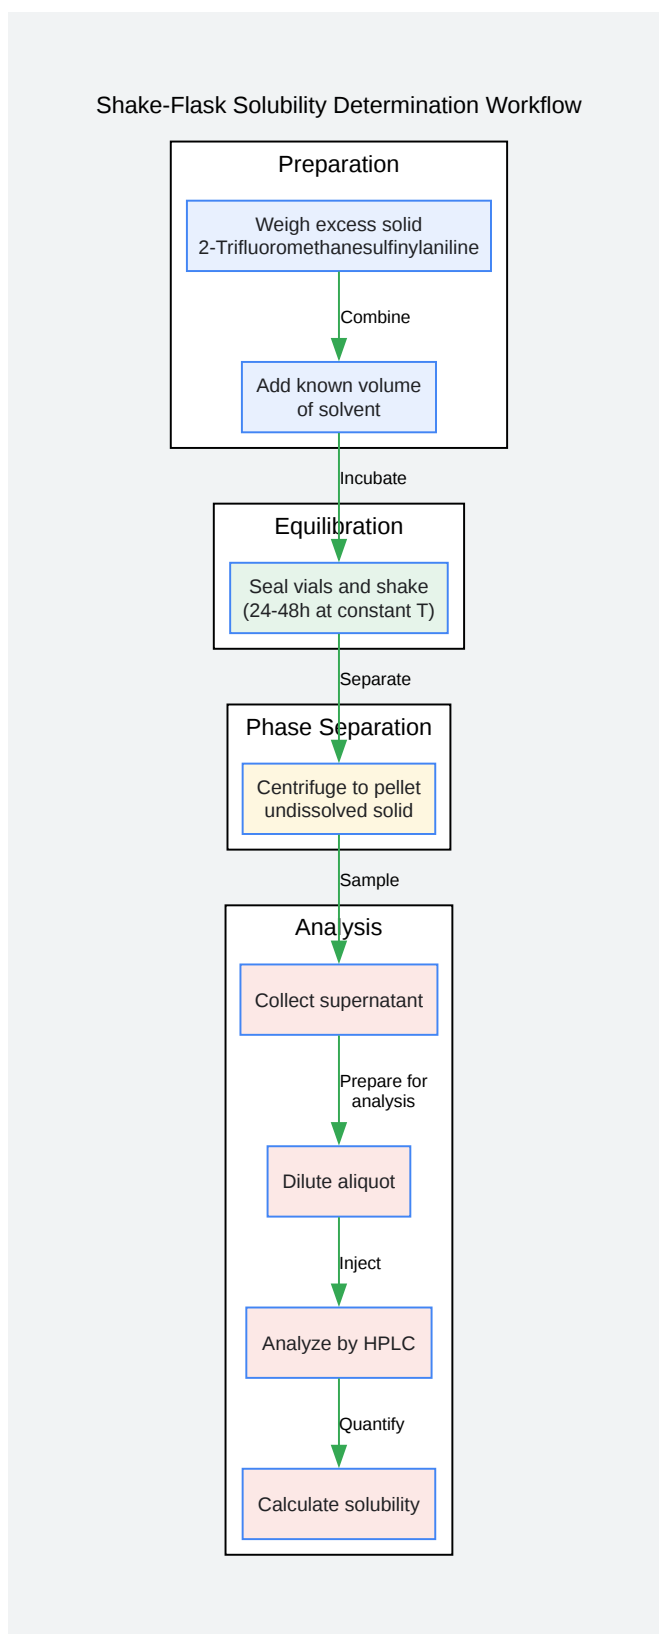 Shake-Flask Solubility Determination Workflow
Preparation
Weigh excess solid
2-Trifluoromethanesulfinylaniline
Combine
Add known volume
of solvent
Incubate
Equilibration
Seal vials and shake
(24-48h at constant T)
Separate
Phase Separation
Centrifuge to pellet
undissolved solid
Sample
Analysis
Collect supernatant
Prepare for
analysis
Dilute aliquot
Inject
Analyze by HPLC
Quantify
Calculate solubility